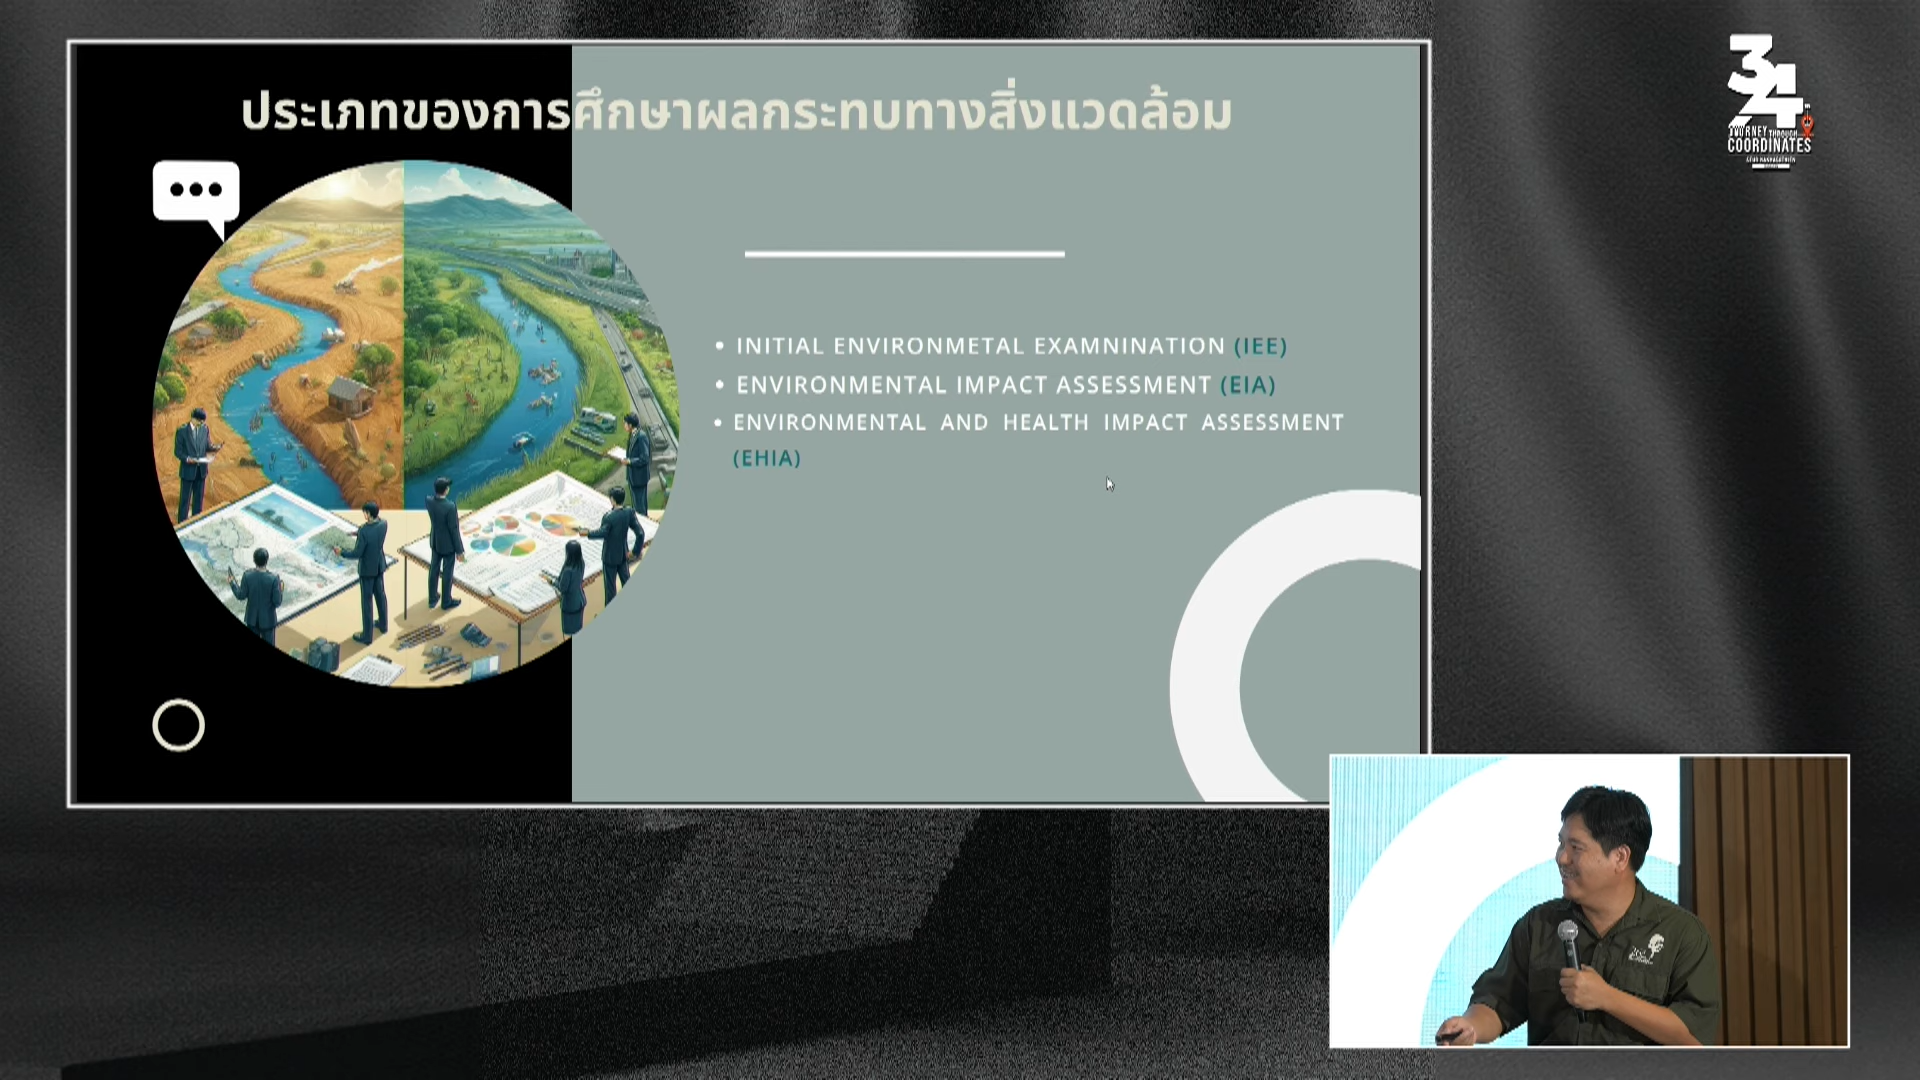 ประเภทของการศึกษาผลกระทบทางสิ่งแวดล้อม
• INITIAL ENVIRONMETAL EXAMNINATION (IEE)
• ENVIRONMENTAL IMPACT ASSESSMENT (EIA)
• ENVIRONMENTAL AND HEALTH IMPACT ASSESSMENT
(EHIA)
34
JOURNEY THROUGH
COORDINATES